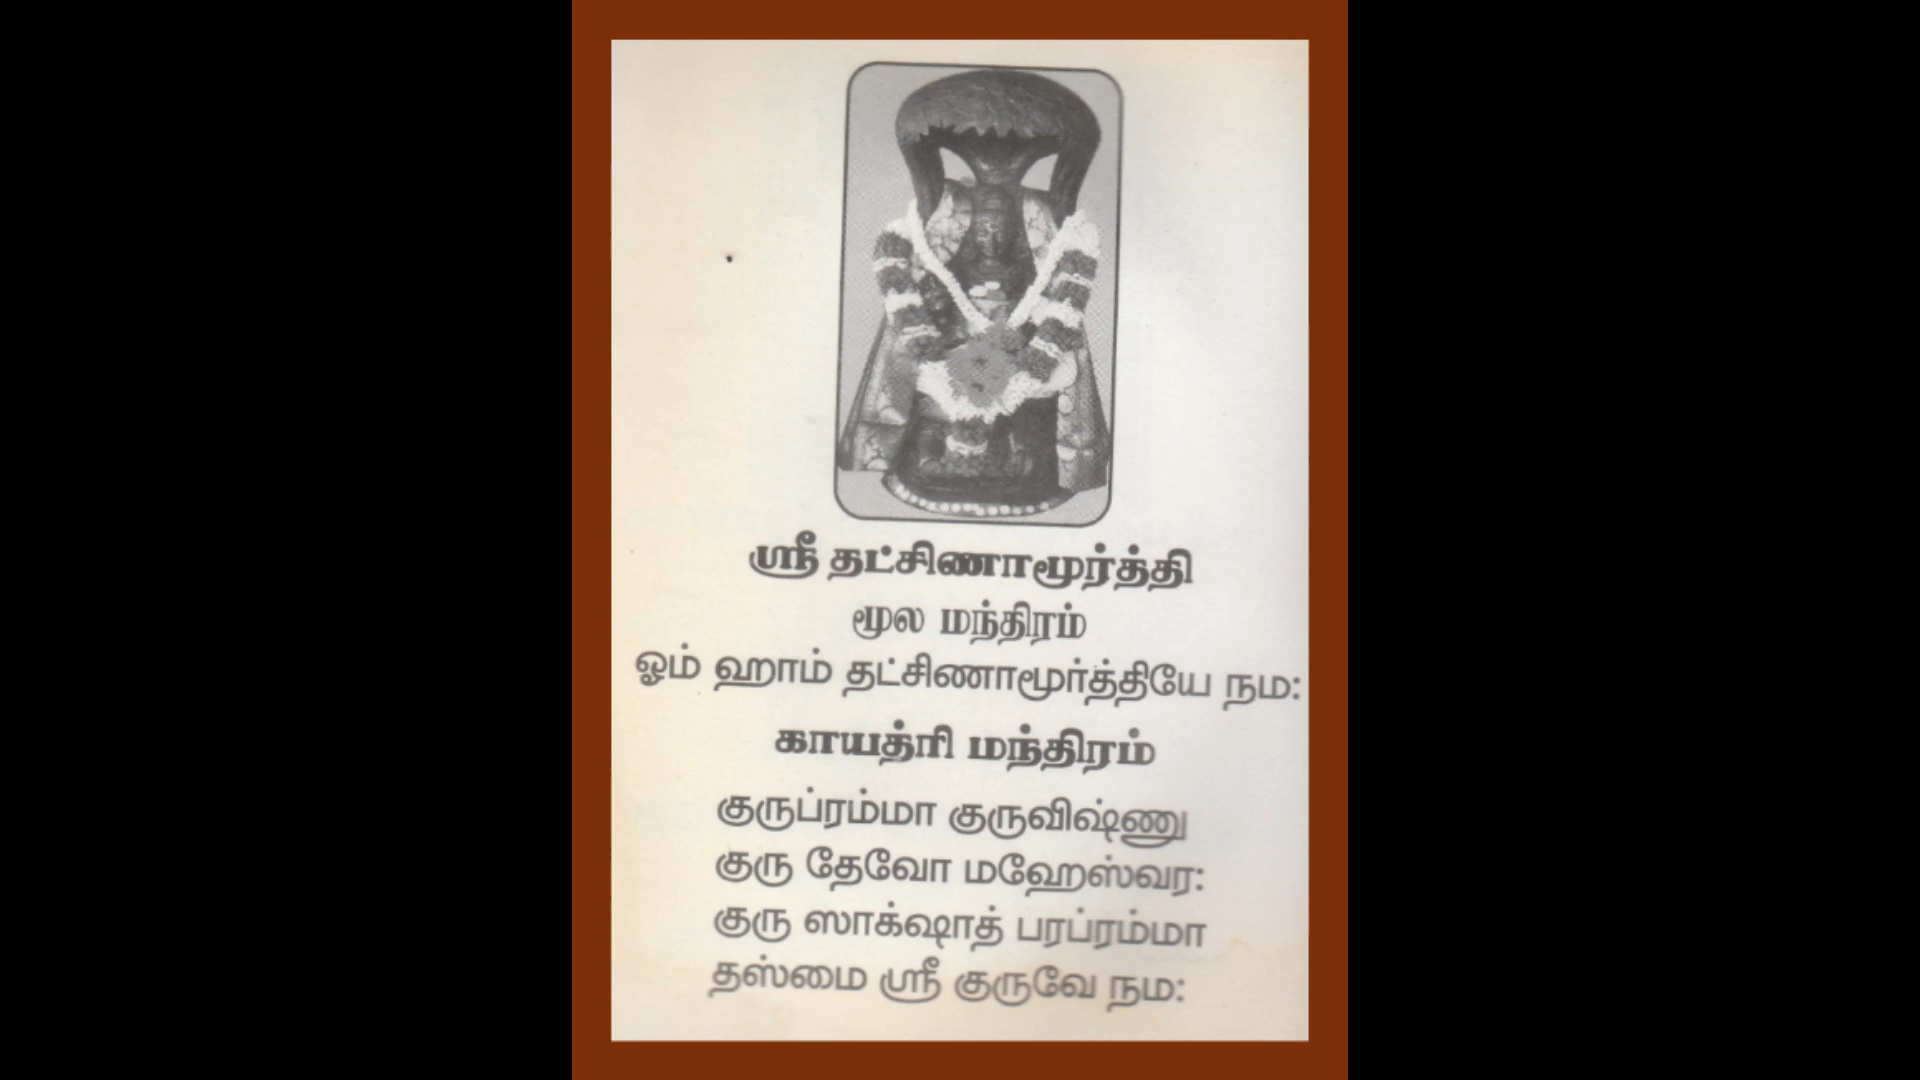 ஸ்ரீ தட்சிணாமூர்த்தி
மூல மந்திரம்
ஓம் ஹாம் தட்சிணாமூர்த்தியே நம:
காயத்ரி மந்திரம்
குருப்ரம்மா குருவிஷ்ணு
குரு தேவோ மஹேஸ்வர:
குரு ஸாக்ஷாத் பரப்ரம்மா
தஸ்மை ஸ்ரீ குருவே நம: